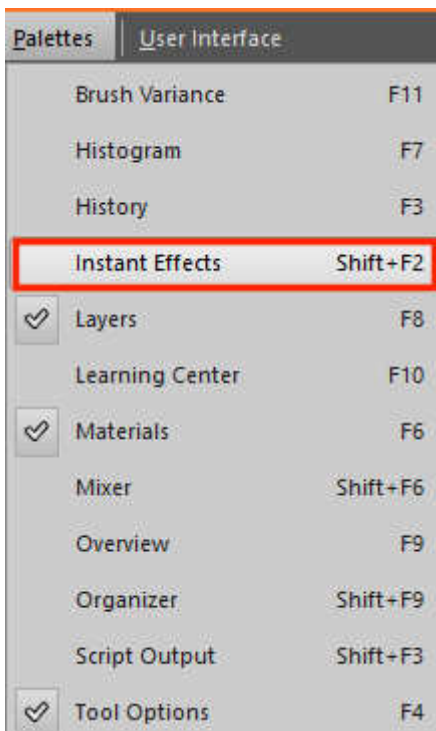 Palettes User Interface
Brush Variance F11
Histogram F7
History F3
Instant Effects Shift+F2
Layers F8
Learning Center F10
Materials F6
Mixer Shift+F6
Overview F9
Organizer Shift+F9
Script Output Shift+F3
Tool Options F4